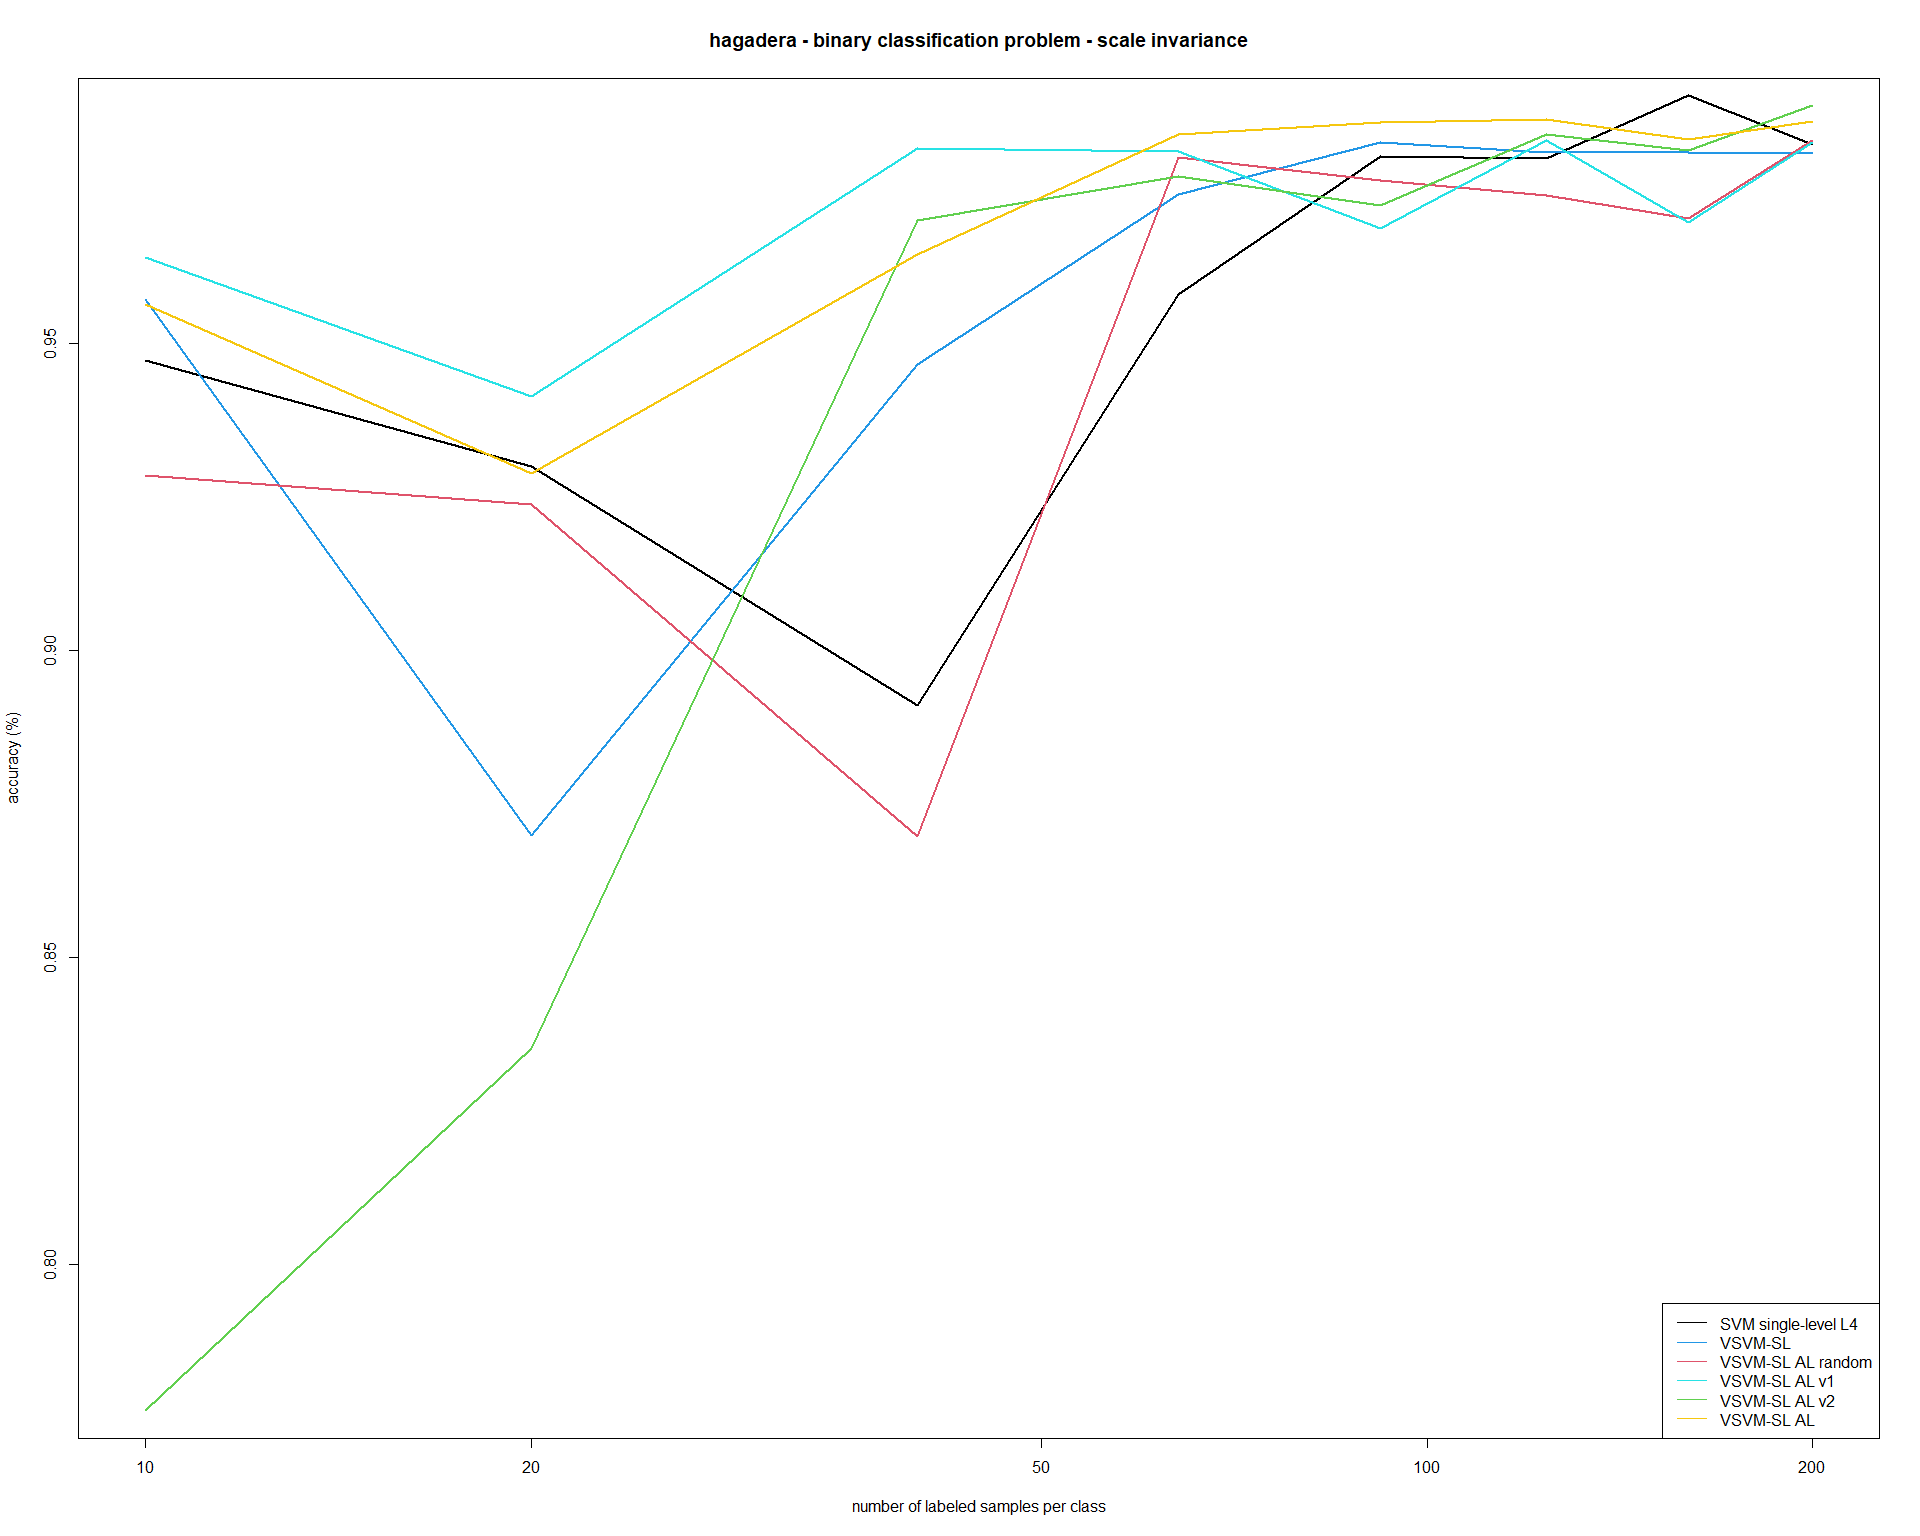 hagadera - binary classification problem - scale invariance
accuracy (%)
0.95
0.90
0.85
0.80
10 20 50 100 200
number of labeled samples per class
SVM single-level L4
VSVM-SL
VSVM-SL AL random
VSVM-SL AL v1
VSVM-SL AL v2
VSVM-SL AL